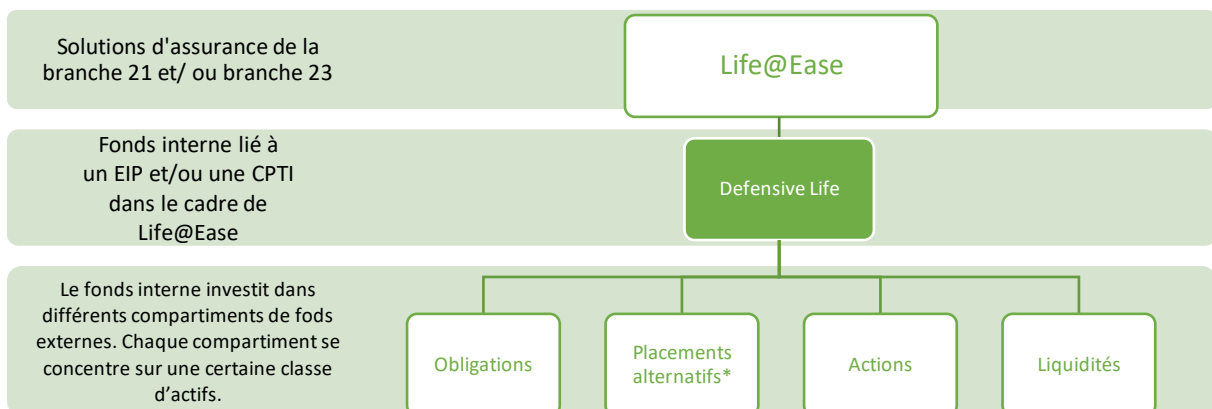 Solutions d'assurance de la
branche 21 et/ ou branche 23
Life@Ease
Fonds interne lié à
un EIP et/ou une CPTI
dans le cadre de
Life@Ease
Defensive Life
Le fonds interne investit dans
différents compartiments de fods
externes. Chaque compartiment se
concentre sur une certaine classe
d’actifs.
Obligations
Placements
alternatifs*
Actions
Liquidités